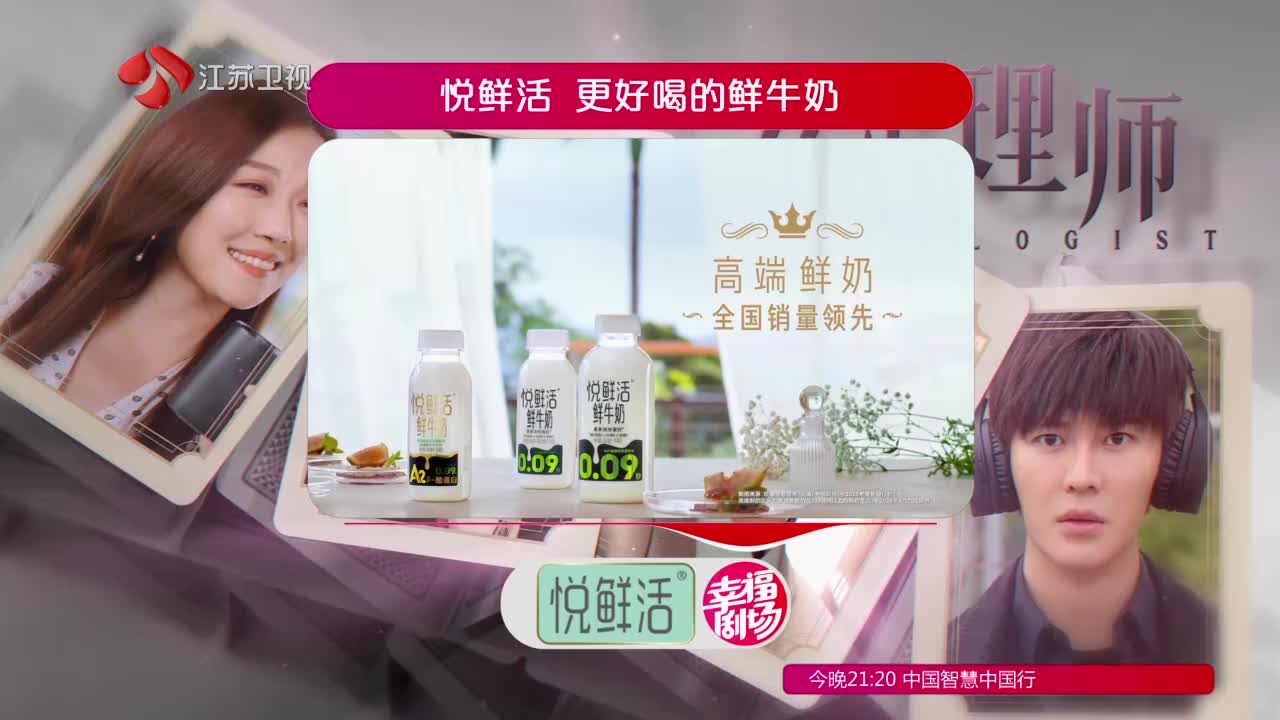 江苏卫视
悦鲜活 更好喝的鲜牛奶
理师
LOGIST
高端鲜奶
全国销量领先
悦鲜活
鲜牛奶
A2
0.09
悦鲜活
鲜牛奶
0.09
悦鲜活
鲜牛奶
0.09
悦鲜活®
幸福
剧场
今晚21:20 中国智慧中国行